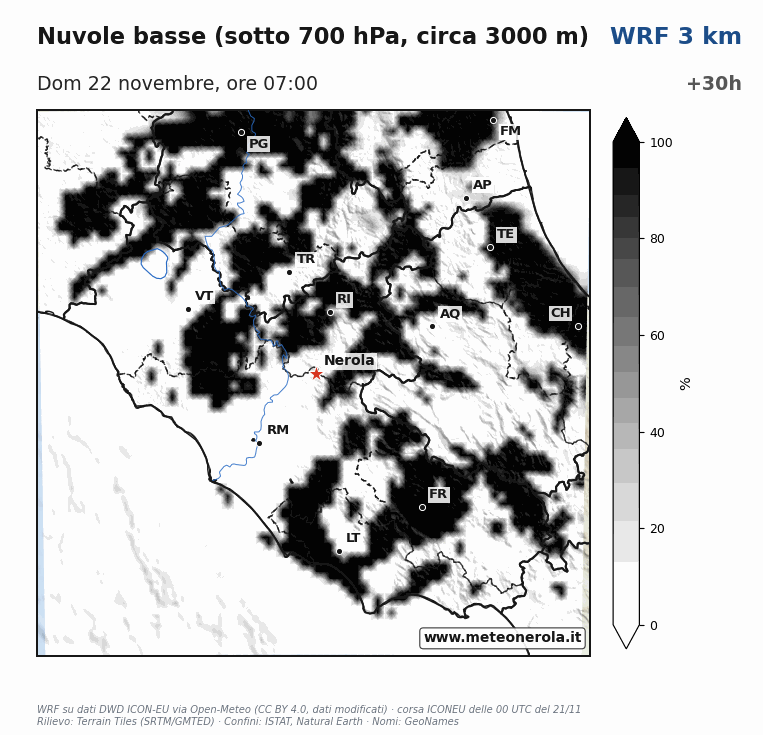 Nuvole basse (sotto 700 hPa, circa 3000 m) WRF 3 km
Dom 22 novembre, ore 07:00 +30h
FM
PG
AP
TE
TR
VT
RI
AQ
CH
Nerola
RM
FR
LT
www.meteonerola.it
100
80
60
40
20
0
%
WRF su dati DWD ICON-EU via Open-Meteo (CC BY 4.0, dati modificati) · corsa ICONEU delle 00 UTC del 21/11
Rilievo: Terrain Tiles (SRTM/GMTED) · Confini: ISTAT, Natural Earth · Nomi: GeoNames